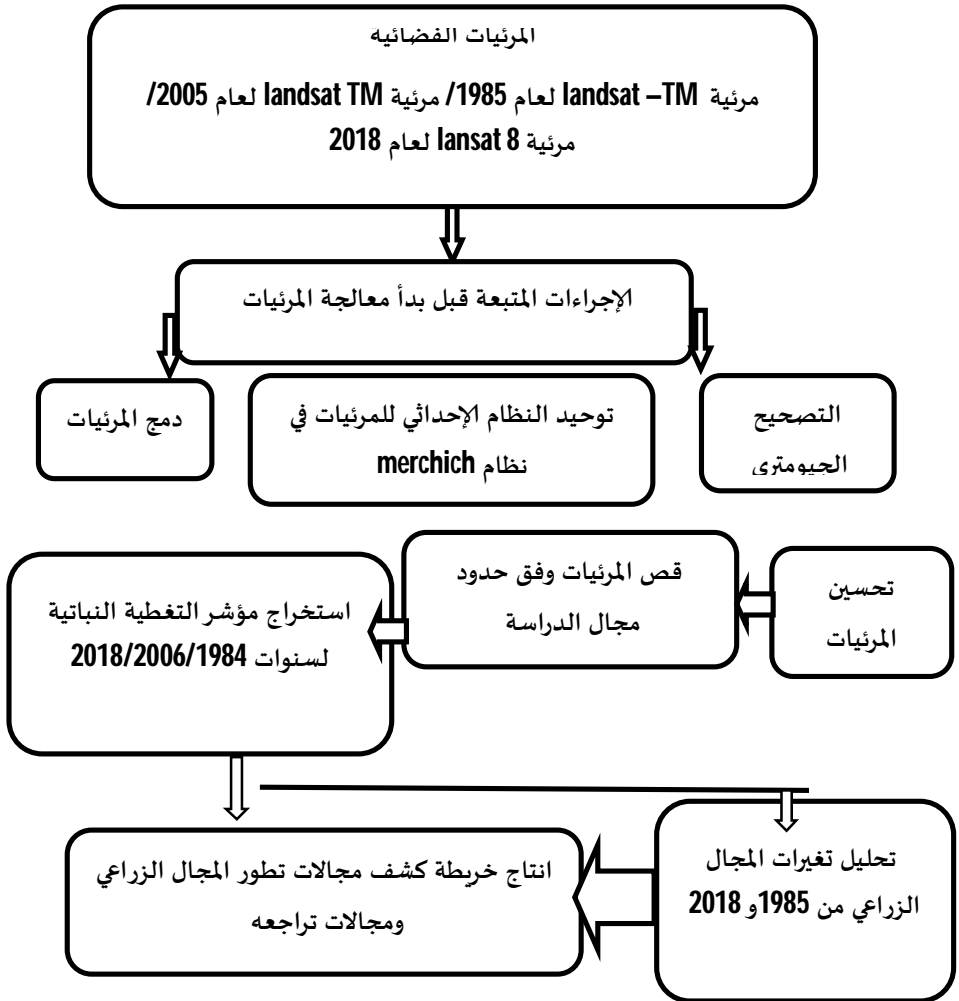 المرئيات الفضائيه
مرئية landsat –TM لعام 1985/ مرئية landsat TM لعام 2005/
مرئية lansat 8 لعام 2018
الإجراءات المتبعة قبل بدأ معالجة المرئيات
التصحيح
الجيومتري
توحيد النظام الإحداثي للمرئيات في
نظام merchich
دمج المرئيات
تحسين
المرئيات
قص المرئيات وفق حدود
مجال الدراسة
استخراج مؤشر التغطية النباتية
لسنوات 2018/2006/1984
تحليل تغيرات المجال
الزراعي من 1985و 2018
انتاج خريطة كشف مجالات تطور المجال الزراعي
ومجالات تراجعه